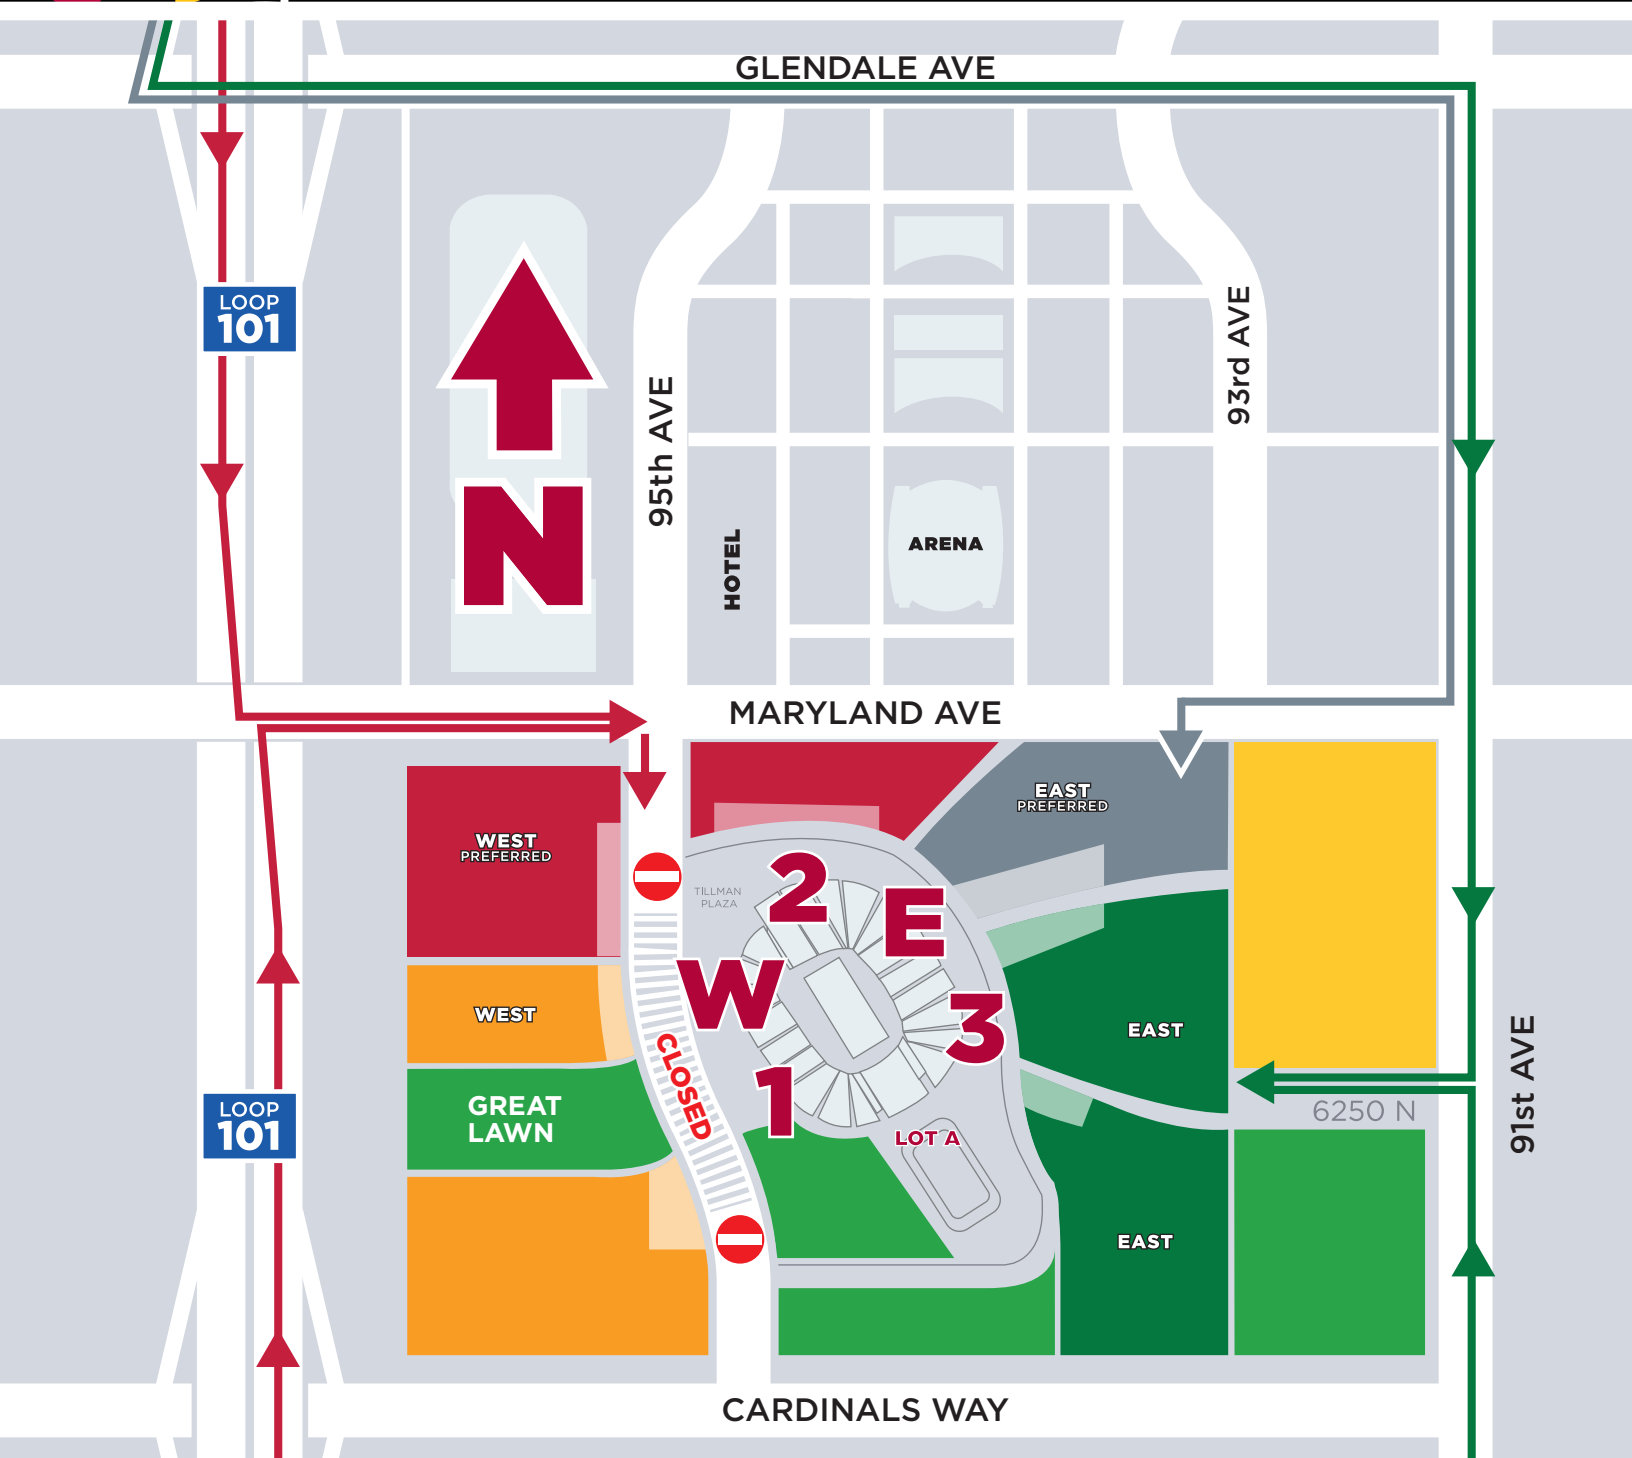 GLENDALE AVE
LOOP
101
N
95th AVE
93rd AVE
HOTEL
ARENA
MARYLAND AVE
EAST
PREFERRED
WEST
PREFERRED
TILLMAN
PLAZA
2
E
W
3
1
WEST
EAST
CLOSED
GREAT
LAWN
LOOP
101
LOT A
6250 N
91st AVE
EAST
CARDINALS WAY